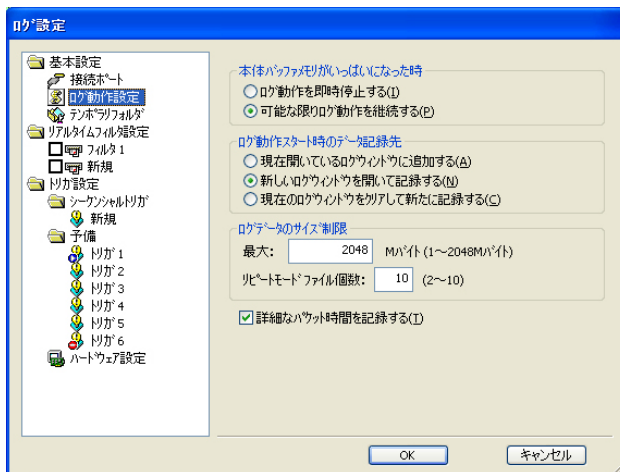 ログ設定
基本設定
接続ポート
ログ動作設定
テンポラリフォルダ
リアルタイムフィルタ設定
フィルタ 1
新規
トリガ設定
シーケンシャルトリガ
新規
予備
トリガ 1
トリガ 2
トリガ 3
トリガ 4
トリガ 5
トリガ 6
ハードウェア設定
本体バッファメモリがいっぱいになった時
ログ動作を即時停止する(I)
可能な限りログ動作を継続する(P)
ログ動作スタート時のデータ記録先
現在開いているログウィンドウに追加する(A)
新しいログウィンドウを開いて記録する(N)
現在のログウィンドウをクリアして新たに記録する(C)
ログデータのサイズ制限
最大: 2048 Mバイト (1~2048Mバイト)
リピートモードファイル個数: 10 (2~10)
詳細なパケット時間を記録する(T)
OK キャンセル